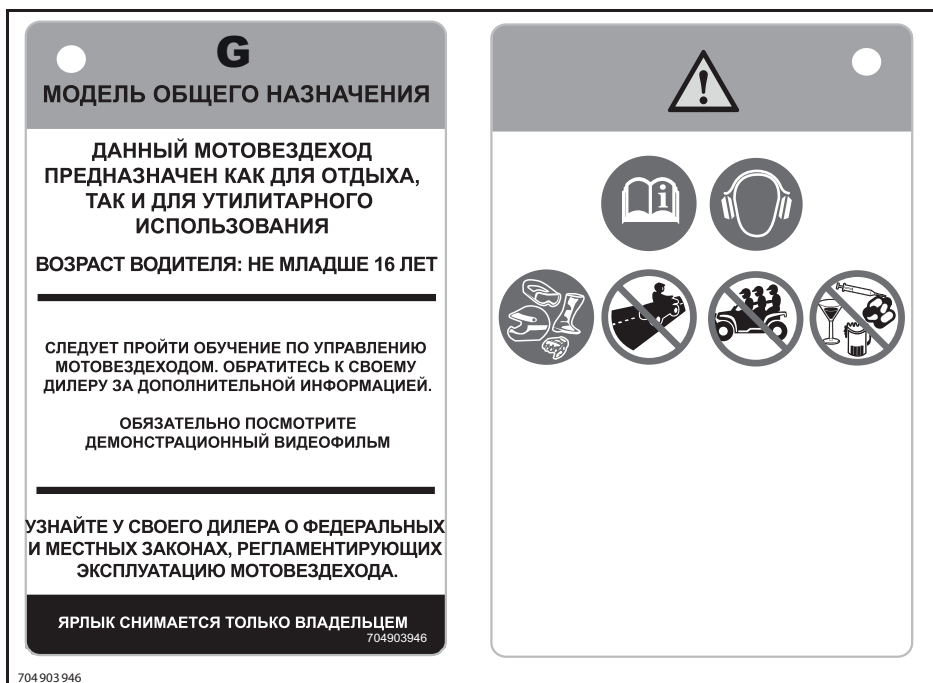 G
МОДЕЛЬ ОБЩЕГО НАЗНАЧЕНИЯ
ДАННЫЙ МОТОВЕЗДЕХОД
ПРЕДНАЗНАЧЕН КАК ДЛЯ ОТДЫХА,
ТАК И ДЛЯ УТИЛИТАРНОГО
ИСПОЛЬЗОВАНИЯ
ВОЗРАСТ ВОДИТЕЛЯ: НЕ МЛАДШЕ 16 ЛЕТ
СЛЕДУЕТ ПРОЙТИ ОБУЧЕНИЕ ПО УПРАВЛЕНИЮ
МОТОВЕЗДЕХОДОМ. ОБРАТИТЕСЬ К СВОЕМУ
ДИЛЕРУ ЗА ДОПОЛНИТЕЛЬНОЙ ИНФОРМАЦИЕЙ.
ОБЯЗАТЕЛЬНО ПОСМОТРИТЕ
ДЕМОНСТРАЦИОННЫЙ ВИДЕОФИЛЬМ
УЗНАЙТЕ У СВОЕГО ДИЛЕРА О ФЕДЕРАЛЬНЫХ
И МЕСТНЫХ ЗАКОНАХ, РЕГЛАМЕНТИРУЮЩИХ
ЭКСПЛУАТАЦИЮ МОТОВЕЗДЕХОДА.
ЯРЛЫК СНИМАЕТСЯ ТОЛЬКО ВЛАДЕЛЬЦЕМ
704903946
704 903 946